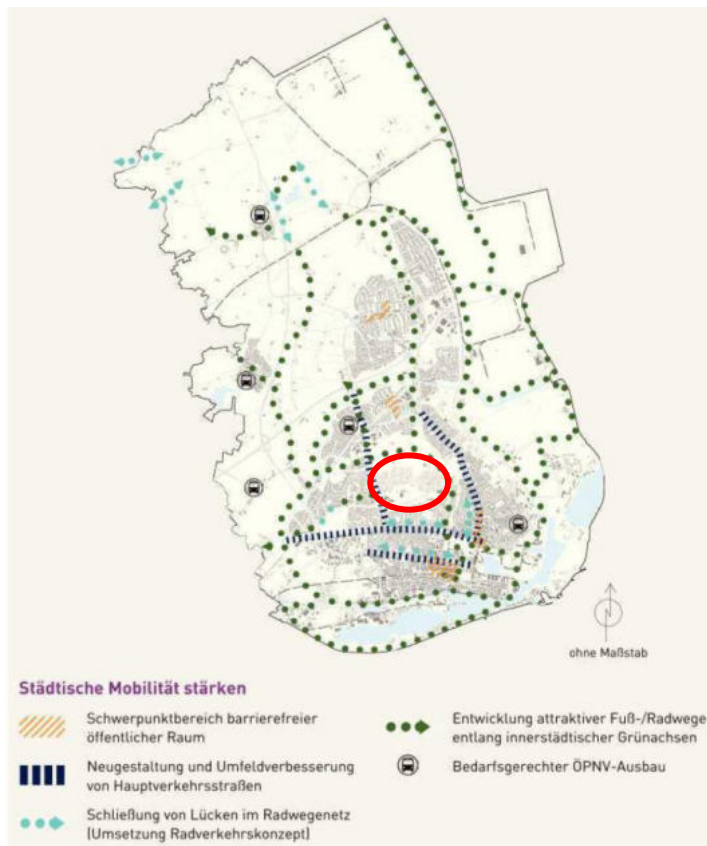 ohne Maßstab
Städtische Mobilität stärken
Schwerpunktbereich barrierefreier
öffentlicher Raum
Neugestaltung und Umfeldverbesserung
von Hauptverkehrsstraßen
Schließung von Lücken im Radwegenetz
(Umsetzung Radverkehrskonzept)
Entwicklung attraktiver Fuß-/Radwege
entlang innerstädtischer Grünachsen
Bedarfsgerechter ÖPNV-Ausbau